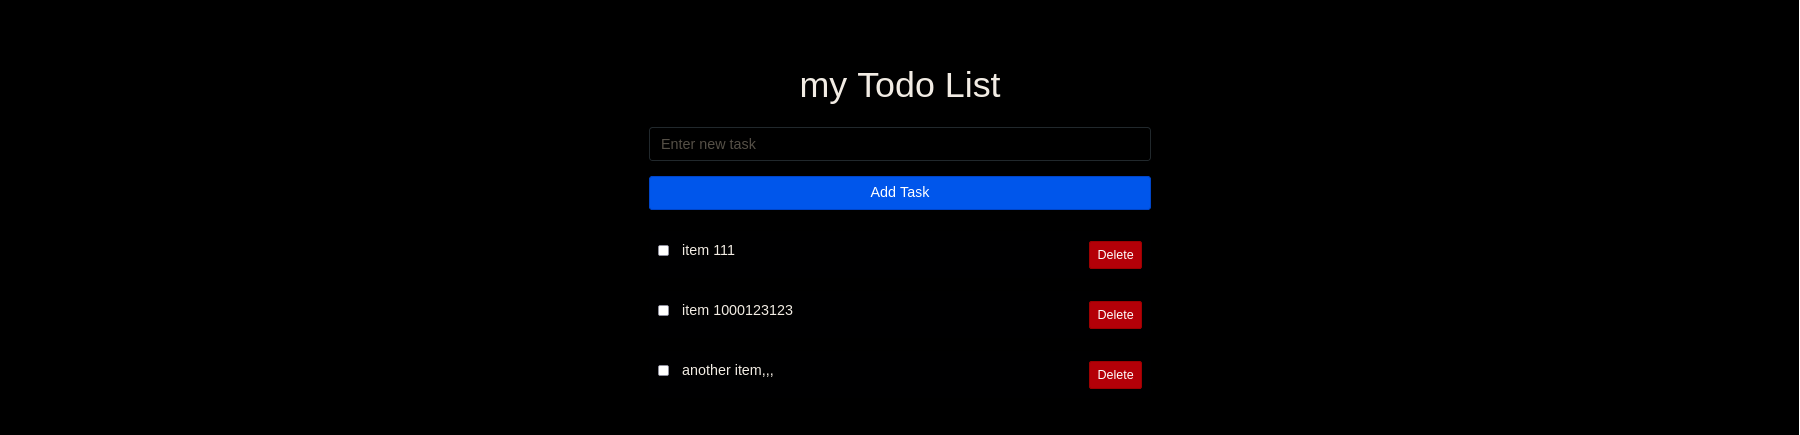 my Todo List
Enter new task
Add Task
item 111 Delete
item 1000123123 Delete
another item,,, Delete